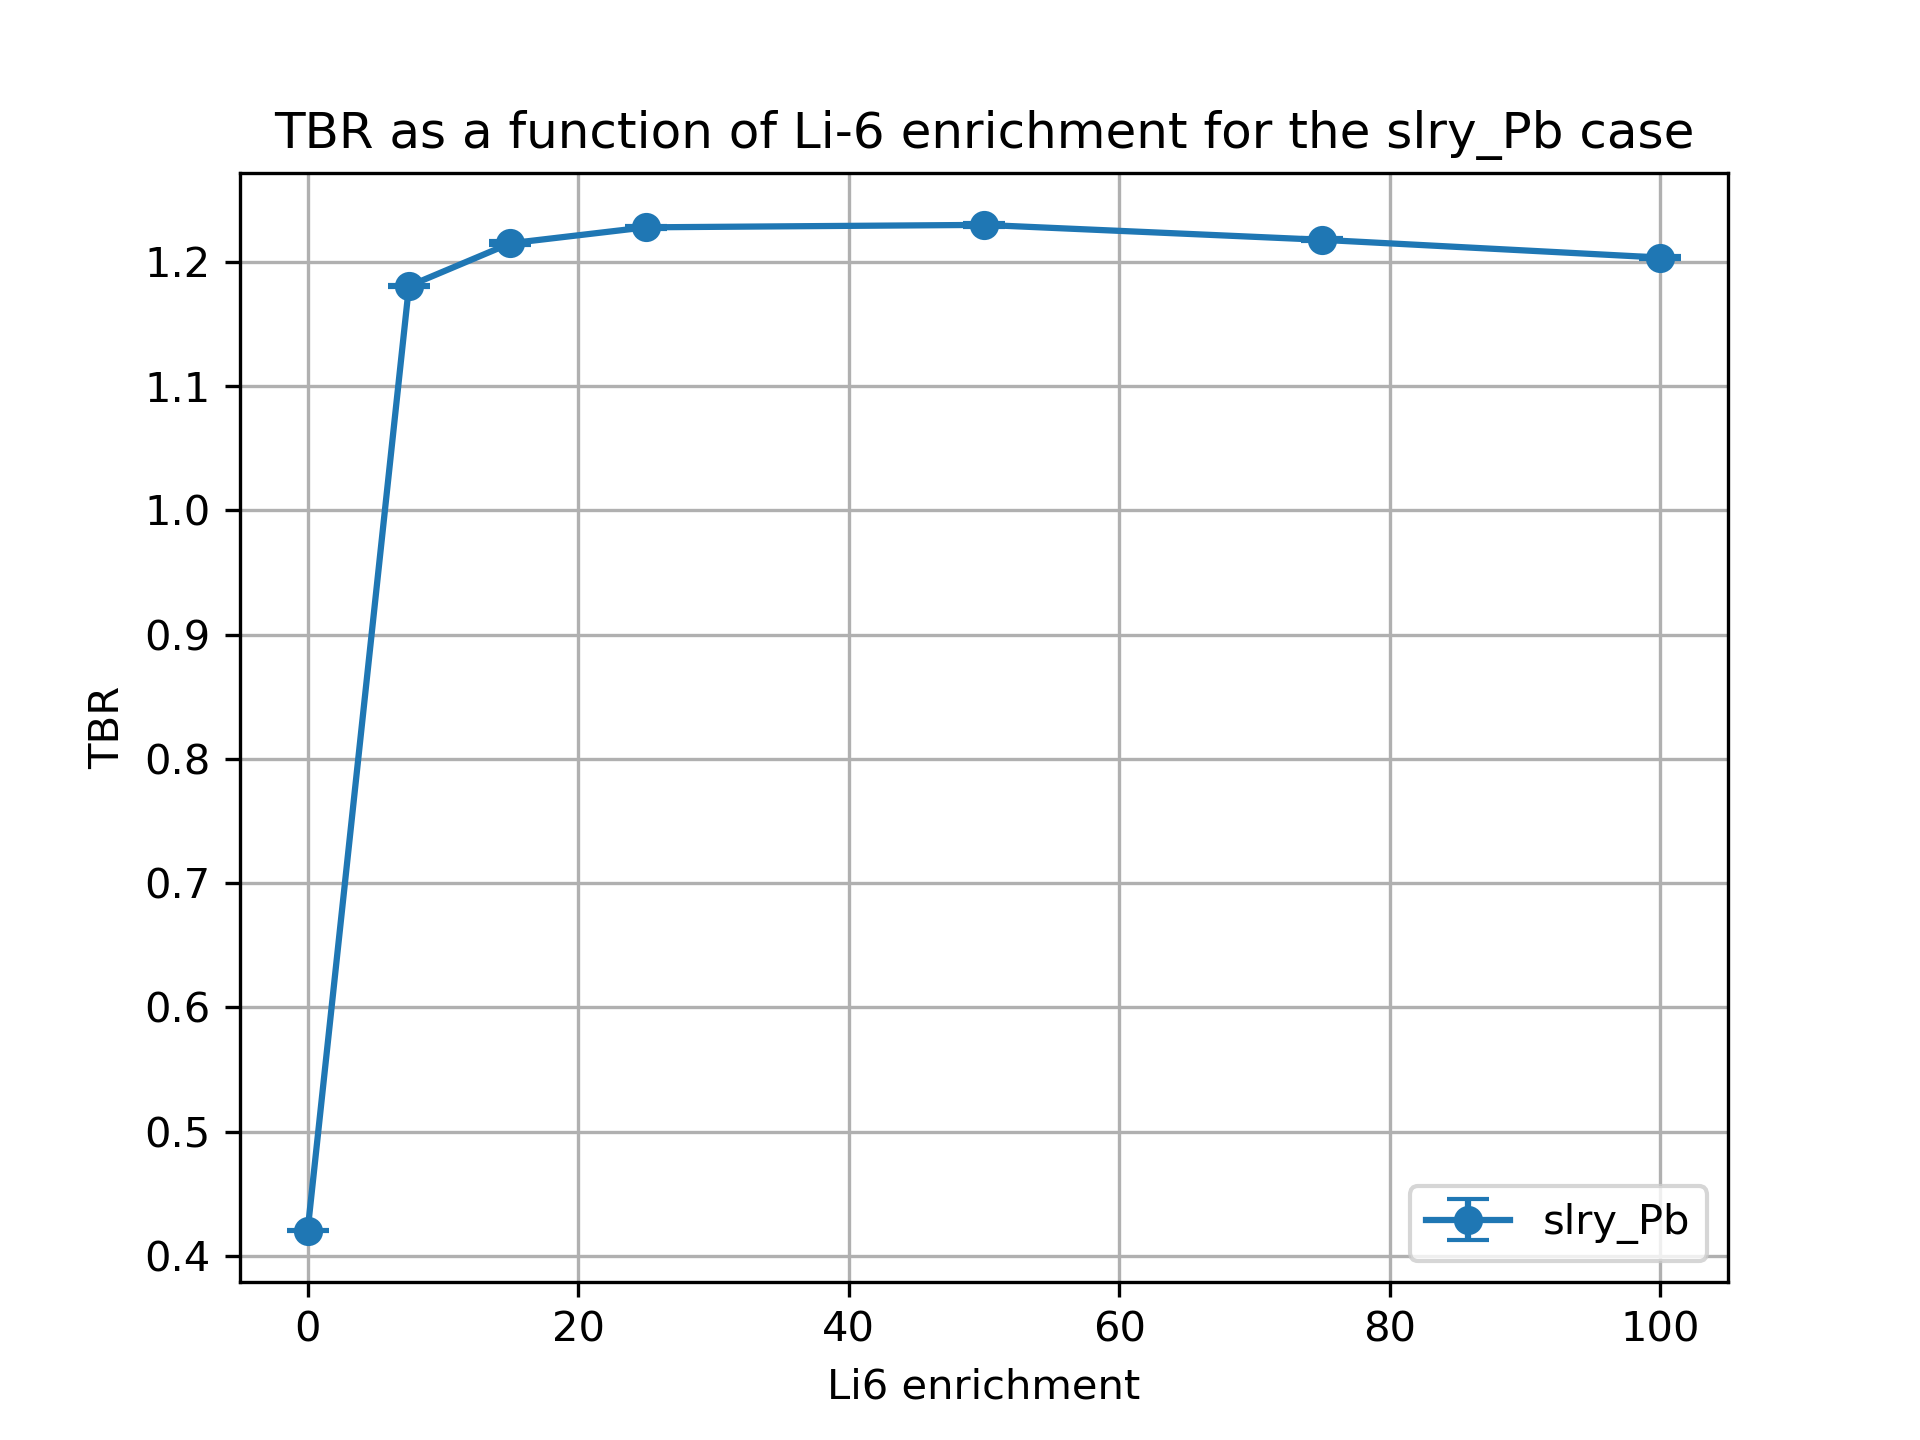 TBR as a function of Li-6 enrichment for the slry_Pb case
1.2
1.1
1.0
0.9
0.8
0.7
0.6
0.5
0.4
TBR
0 20 40 60 80 100
Li6 enrichment
slry_Pb